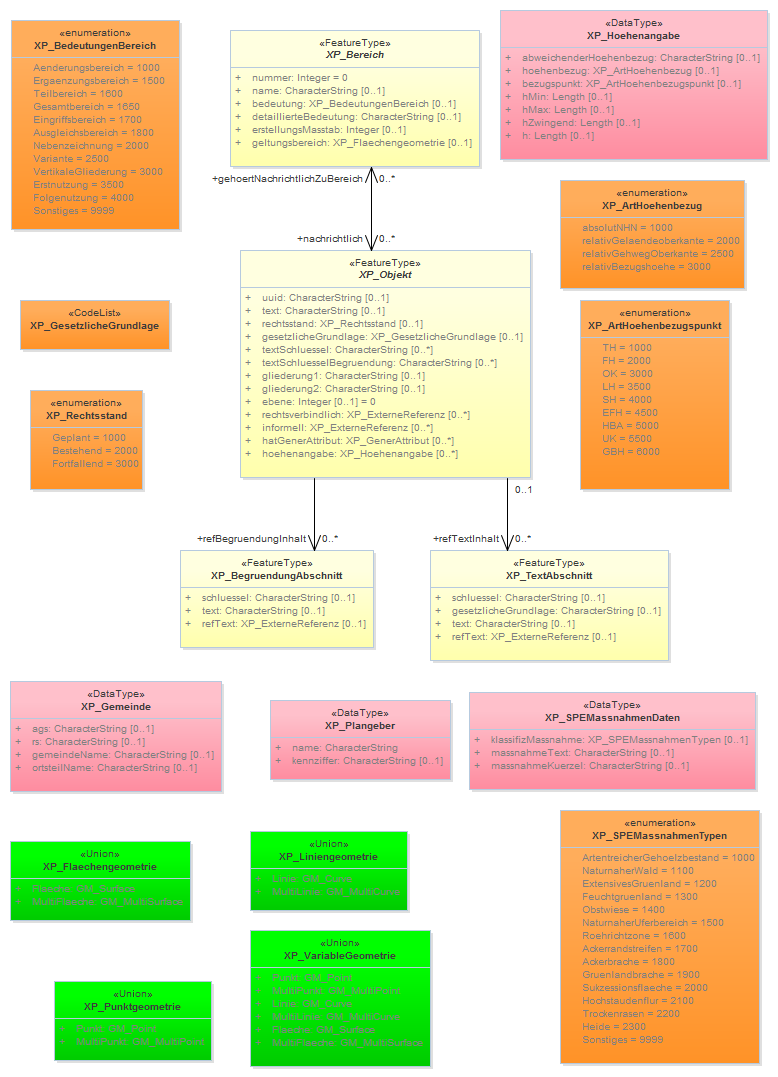 «enumeration»
XP_BedeutungenBereich
Aenderungsbereich = 1000
Ergaenzungsbereich = 1500
Teilbereich = 1600
Gesamtbereich = 1650
Eingriffsbereich = 1700
Ausgleichsbereich = 1800
Nebenzeichnung = 2000
Variante = 2500
VertikaleGliederung = 3000
Erstnutzung = 3500
Folgenutzung = 4000
Sonstiges = 9999
«FeatureType»
XP_Bereich
+ nummer: Integer = 0
+ name: CharacterString [0..1]
+ bedeutung: XP_BedeutungenBereich [0..1]
+ detaillierteBedeutung: CharacterString [0..1]
+ erstellungsMasstab: Integer [0..1]
+ geltungsbereich: XP_Flaechengeometrie [0..1]
«DataType»
XP_Hoehenangabe
+ abweichenderHoehenbezug: CharacterString [0..1]
+ hoehenbezug: XP_ArtHoehenbezug [0..1]
+ bezugspunkt: XP_ArtHoehenbezugspunkt [0..1]
+ hMin: Length [0..1]
+ hMax: Length [0..1]
+ hZwingend: Length [0..1]
+ h: Length [0..1]
+gehoertNachrichtlichZuBereich 0..*
+nachrichtlich 0..*
«enumeration»
XP_ArtHoehenbezug
absolutNHN = 1000
relativGelaendeoberkante = 2000
relativGehwegOberkante = 2500
relativBezugshoehe = 3000
«FeatureType»
XP_Objekt
+ uuid: CharacterString [0..1]
+ text: CharacterString [0..1]
+ rechtsstand: XP_Rechtsstand [0..1]
+ gesetzlicheGrundlage: XP_GesetzlicheGrundlage [0..1]
+ textSchluessel: CharacterString [0..*]
+ textSchluesselBegruendung: CharacterString [0..*]
+ gliederung1: CharacterString [0..1]
+ gliederung2: CharacterString [0..1]
+ ebene: Integer [0..1] = 0
+ rechtsverbindlich: XP_ExterneReferenz [0..*]
+ informell: XP_ExterneReferenz [0..*]
+ hatGenerAttribut: XP_GenerAttribut [0..*]
+ hoehenangabe: XP_Hoehenangabe [0..*]
«CodeList»
XP_GesetzlicheGrundlage
«enumeration»
XP_Rechtsstand
Geplant = 1000
Bestehend = 2000
Fortfallend = 3000
«enumeration»
XP_ArtHoehenbezugspunkt
TH = 1000
FH = 2000
OK = 3000
LH = 3500
SH = 4000
EFH = 4500
HBA = 5000
UK = 5500
GBH = 6000
0..1
+refBegruendungInhalt 0..*
+refTextInhalt 0..*
«FeatureType»
XP_BegruendungAbschnitt
+ schluessel: CharacterString [0..1]
+ text: CharacterString [0..1]
+ refText: XP_ExterneReferenz [0..1]
«FeatureType»
XP_TextAbschnitt
+ schluessel: CharacterString [0..1]
+ gesetzlicheGrundlage: CharacterString [0..1]
+ text: CharacterString [0..1]
+ refText: XP_ExterneReferenz [0..1]
«DataType»
XP_Gemeinde
+ ags: CharacterString [0..1]
+ rs: CharacterString [0..1]
+ gemeindeName: CharacterString [0..1]
+ ortsteilName: CharacterString [0..1]
«DataType»
XP_Plangeber
+ name: CharacterString
+ kennziffer: CharacterString [0..1]
«DataType»
XP_SPEMassnahmenDaten
+ klassifizMassnahme: XP_SPEMassnahmenTypen [0..1]
+ massnahmeText: CharacterString [0..1]
+ massnahmeKuerzel: CharacterString [0..1]
«Union»
XP_Flaechengeometrie
+ Flaeche: GM_Surface
+ MultiFlaeche: GM_MultiSurface
«Union»
XP_Liniengeometrie
+ Linie: GM_Curve
+ MultiLinie: GM_MultiCurve
«enumeration»
XP_SPEMassnahmenTypen
ArtentreicherGehoelzbestand = 1000
NaturnaherWald = 1100
ExtensivesGruenland = 1200
Feuchtgruenland = 1300
Obstwiese = 1400
NaturnaherUferbereich = 1500
Roehrichtzone = 1600
Ackerrandstreifen = 1700
Ackerbrache = 1800
Gruenlandbrache = 1900
Sukzessionsflaeche = 2000
Hochstaudenflur = 2100
Trockenrasen = 2200
Heide = 2300
Sonstiges = 9999
«Union»
XP_VariableGeometrie
+ Punkt: GM_Point
+ MultiPunkt: GM_MultiPoint
+ Linie: GM_Curve
+ MultiLinie: GM_MultiCurve
+ Flaeche: GM_Surface
+ MultiFlaeche: GM_MultiSurface
«Union»
XP_Punktgeometrie
+ Punkt: GM_Point
+ MultiPunkt: GM_MultiPoint